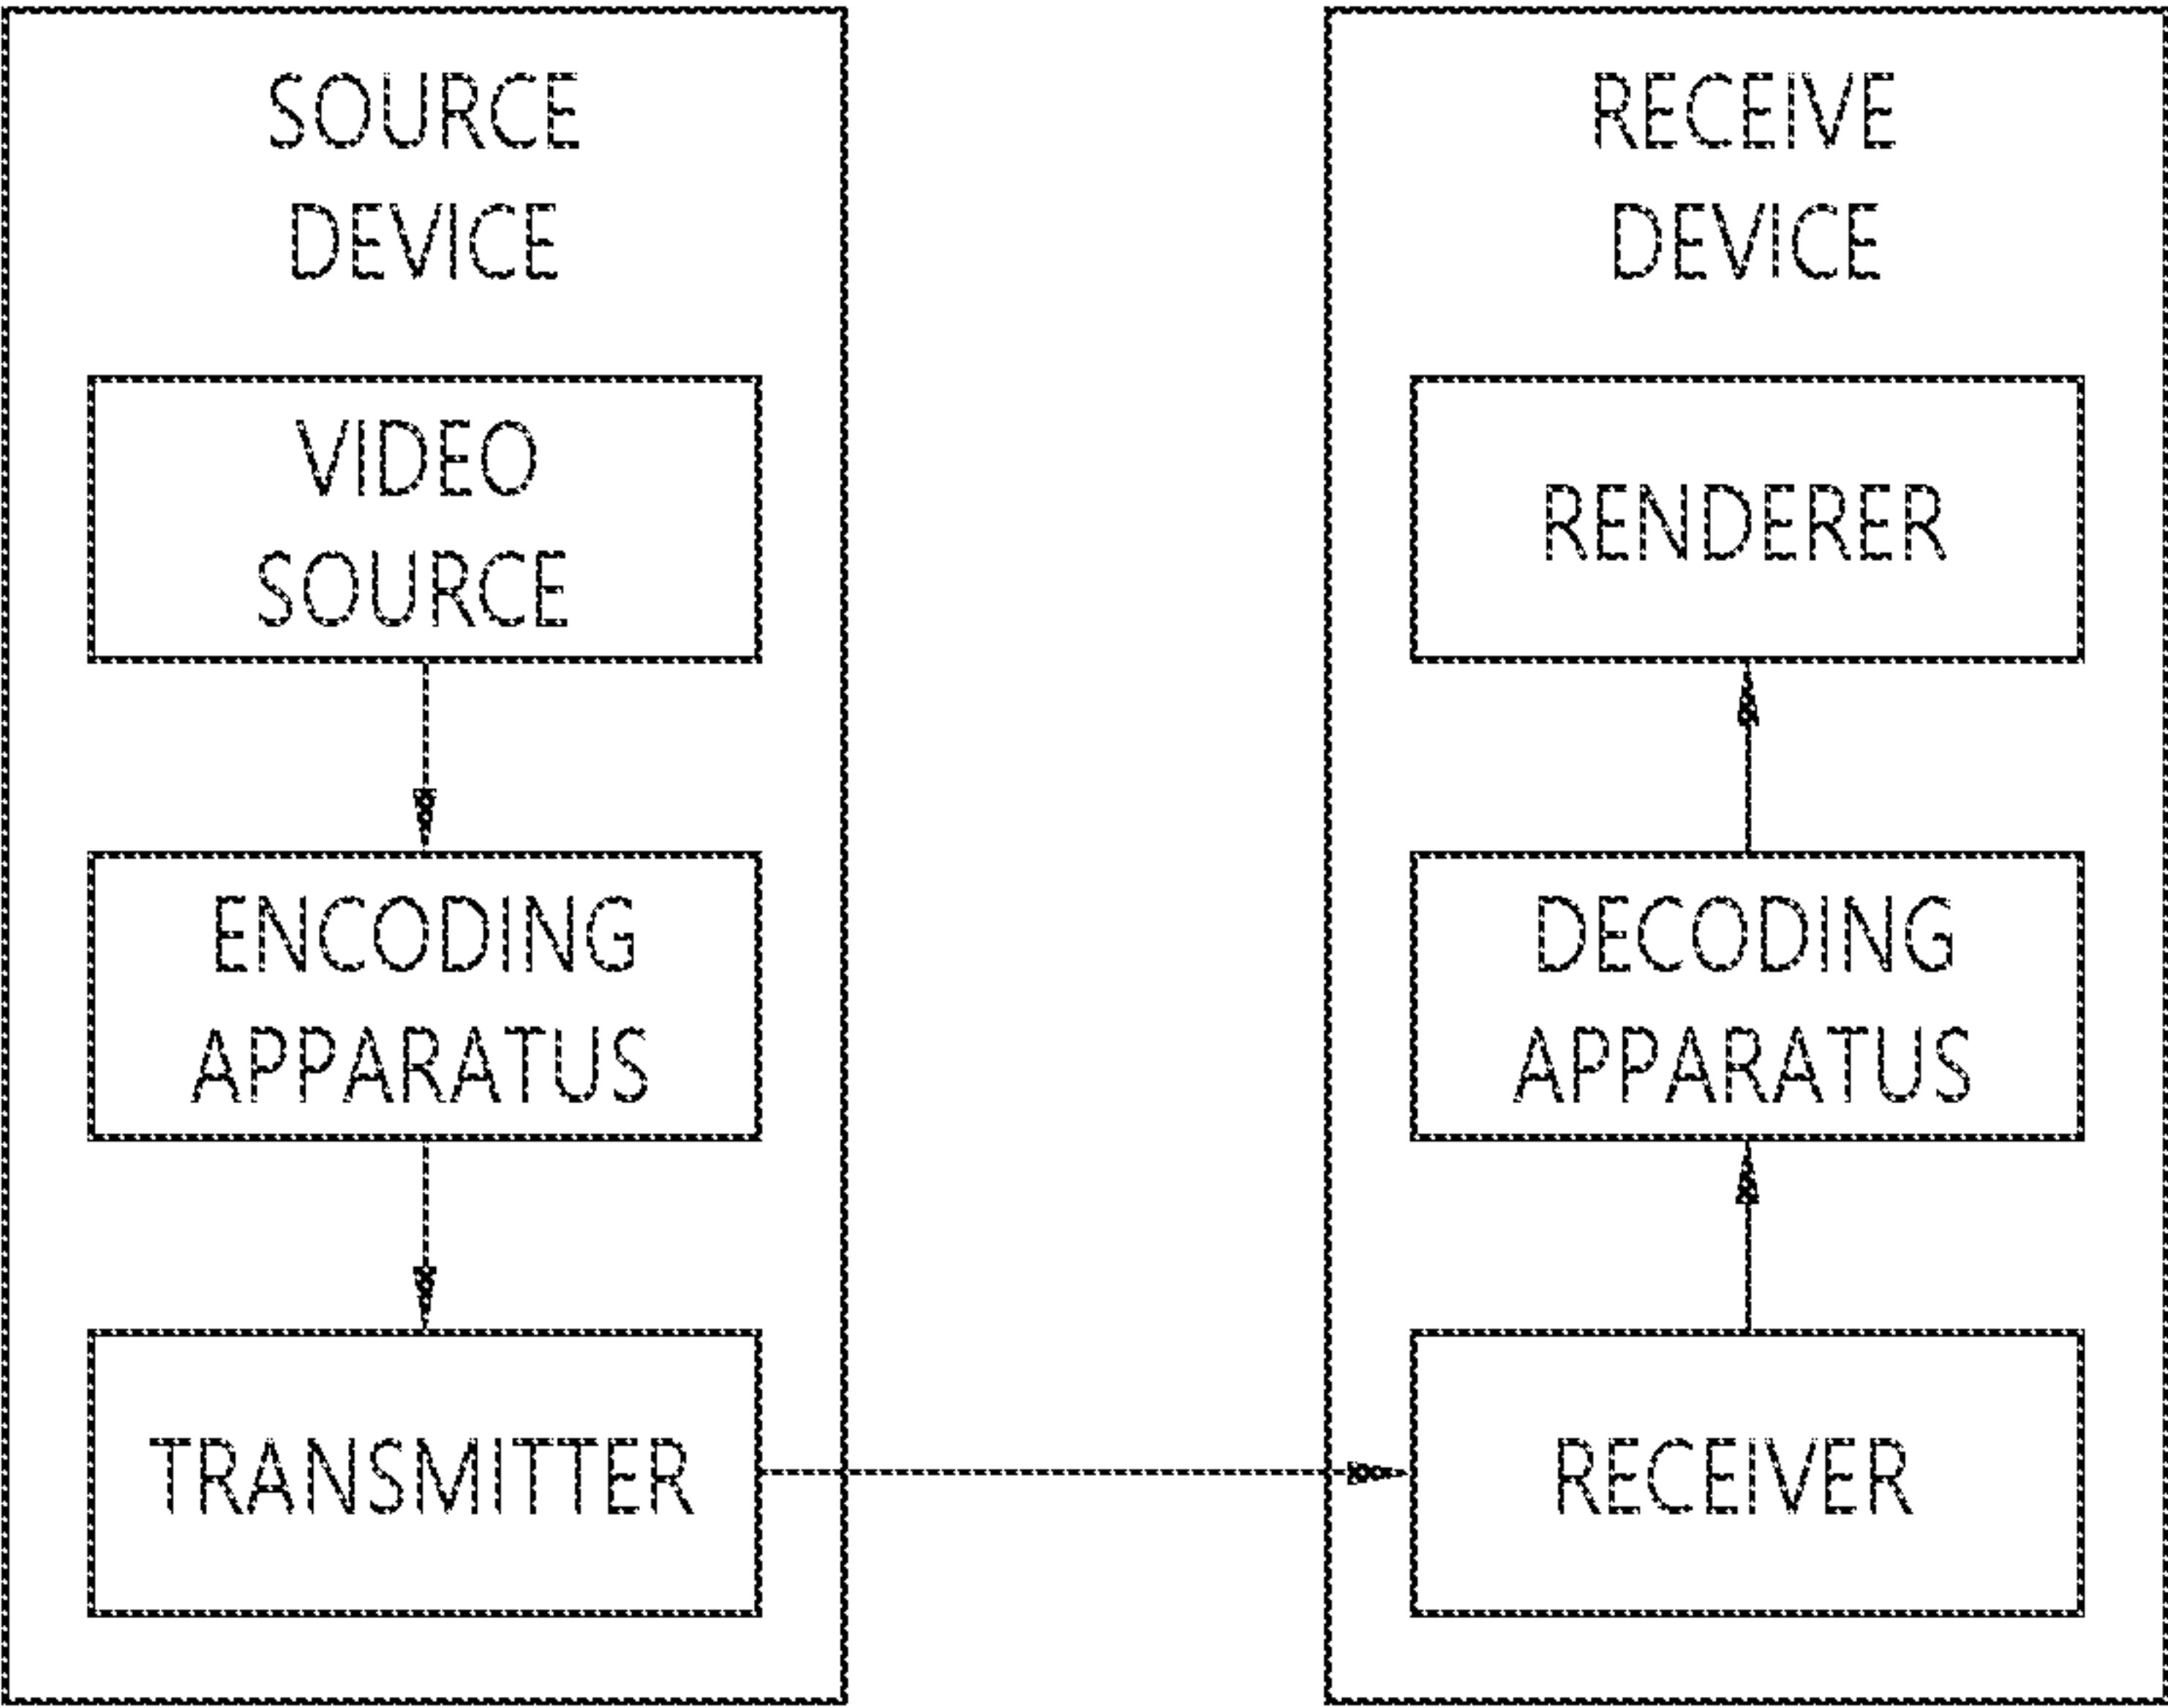 SOURCE
DEVICE
VIDEO
SOURCE
ENCODING
APPARATUS
TRANSMITTER
RECEIVE
DEVICE
RENDERER
DECODING
APPARATUS
RECEIVER